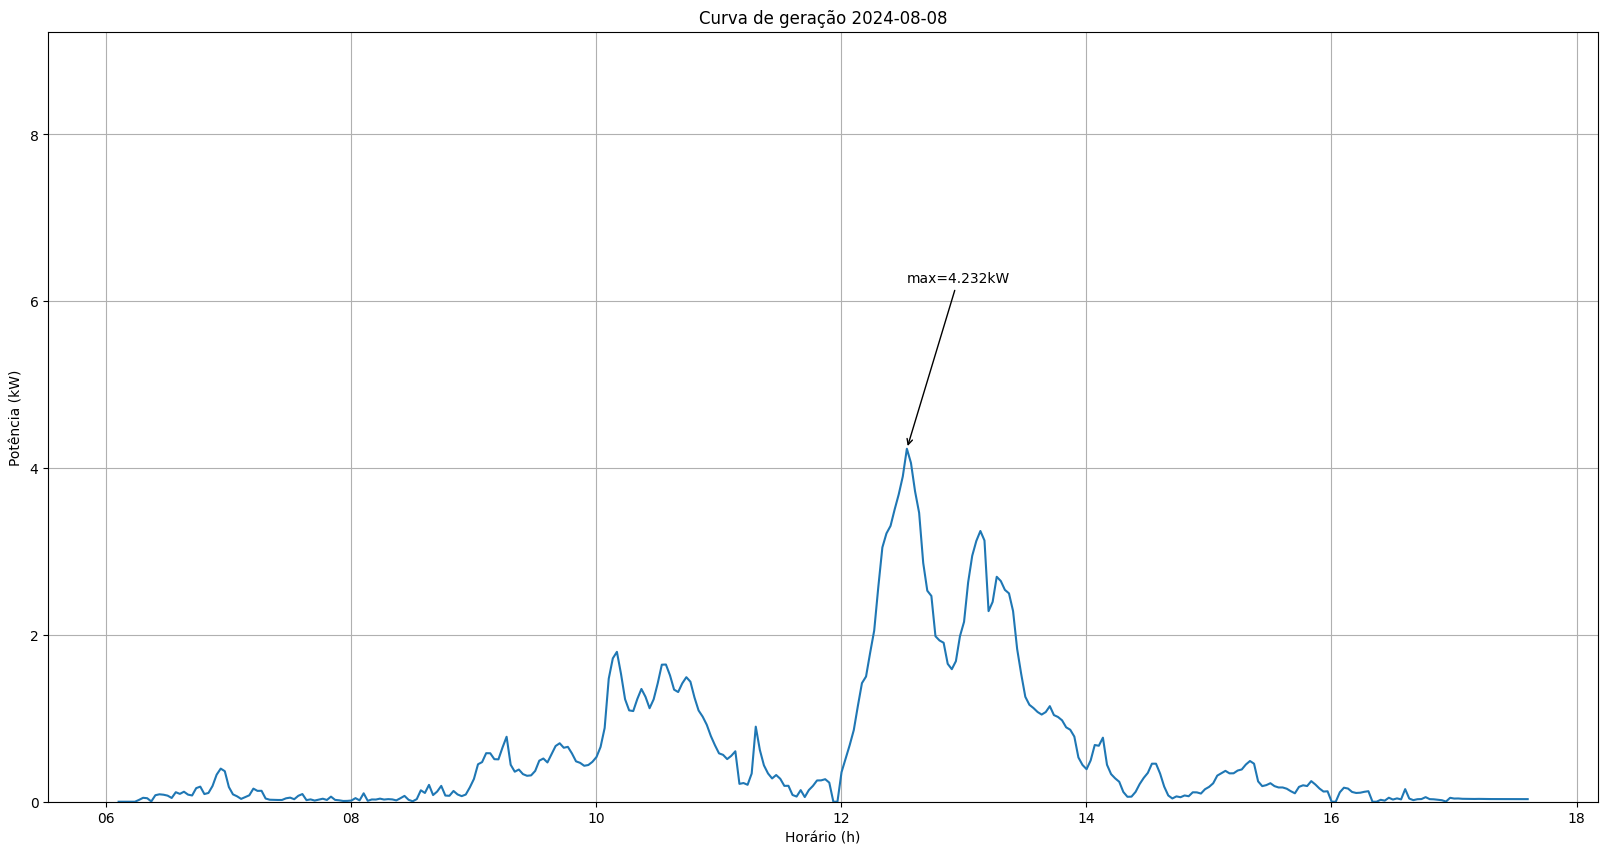 Curva de geração 2024-08-08
Potência (kW)
8
6
4
2
0
max=4.232kW
06 08 10 12 14 16 18
Horário (h)